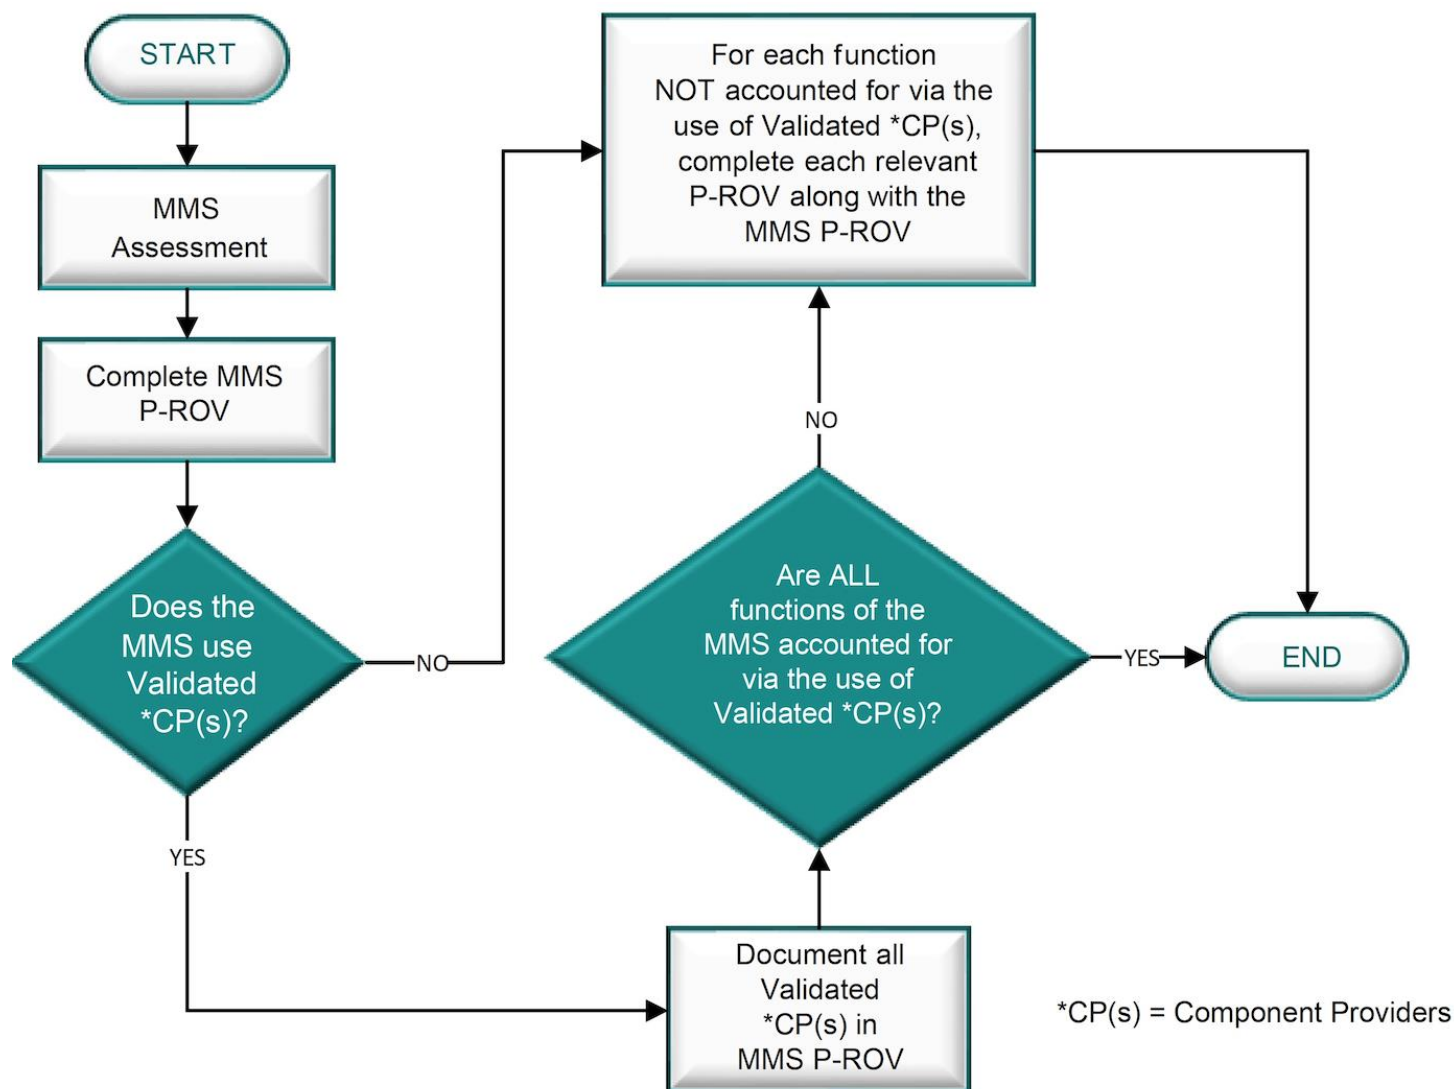 START
MMS
Assessment
Complete MMS
P-ROV
Does the
MMS use
Validated
*CP(s)?
NO
YES
For each function
NOT accounted for via the
use of Validated *CP(s),
complete each relevant
P-ROV along with the
MMS P-ROV
NO
Are ALL
functions of the
MMS accounted for
via the use of
Validated *CP(s)?
YES
END
Document all
Validated
*CP(s) in
MMS P-ROV
*CP(s) = Component Providers